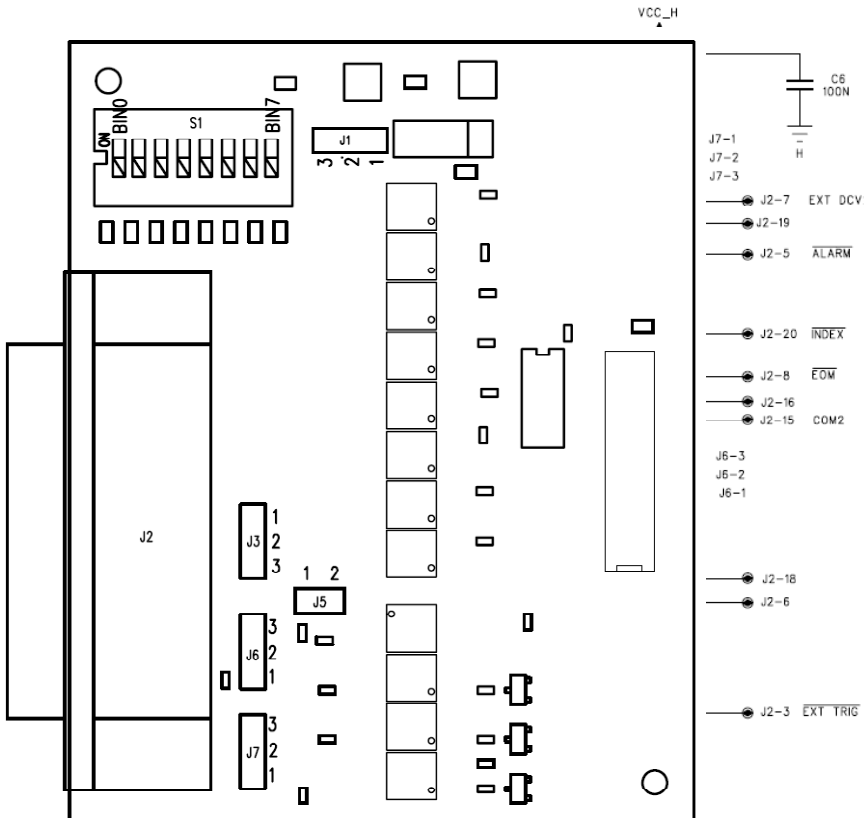 VCC_H
C6
100N
H
BIN0
BIN7
S1
ON
J1
3 2 1
J7-1
J7-2
J7-3
J2-7 EXT DCV
J2-19
J2-5 ALARM
J2-20 INDEX
J2-8 EOM
J2-16
J2-15 COM2
J6-3
J6-2
J6-1
J2
J3
1
2
3
1 2
J5
J2-18
J2-6
J6
3
2
1
J2-3 EXT TRIG
J7
3
2
1